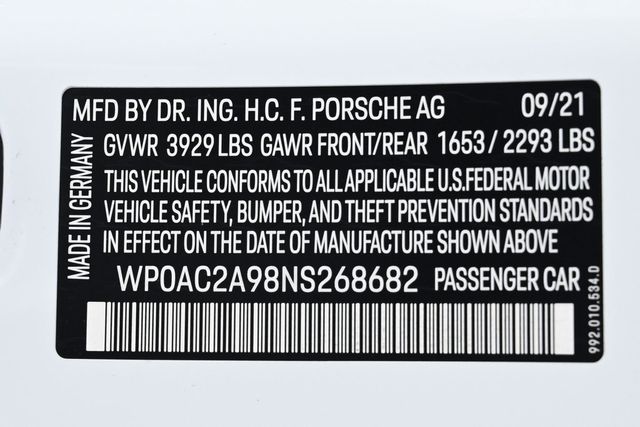 MFD BY DR. ING. H.C. F. PORSCHE AG 09/21
GVWR 3929 LBS GAWR FRONT/REAR 1653/2293 LBS
THIS VEHICLE CONFORMS TO ALL APPLICABLE U.S.FEDERAL MOTOR
VEHICLE SAFETY, BUMPER, AND THEFT PREVENTION STANDARDS
IN EFFECT ON THE DATE OF MANUFACTURE SHOWN ABOVE
WP0AC2A98NS268682 PASSENGER CAR
MADE IN GERMANY
992.010.534.0